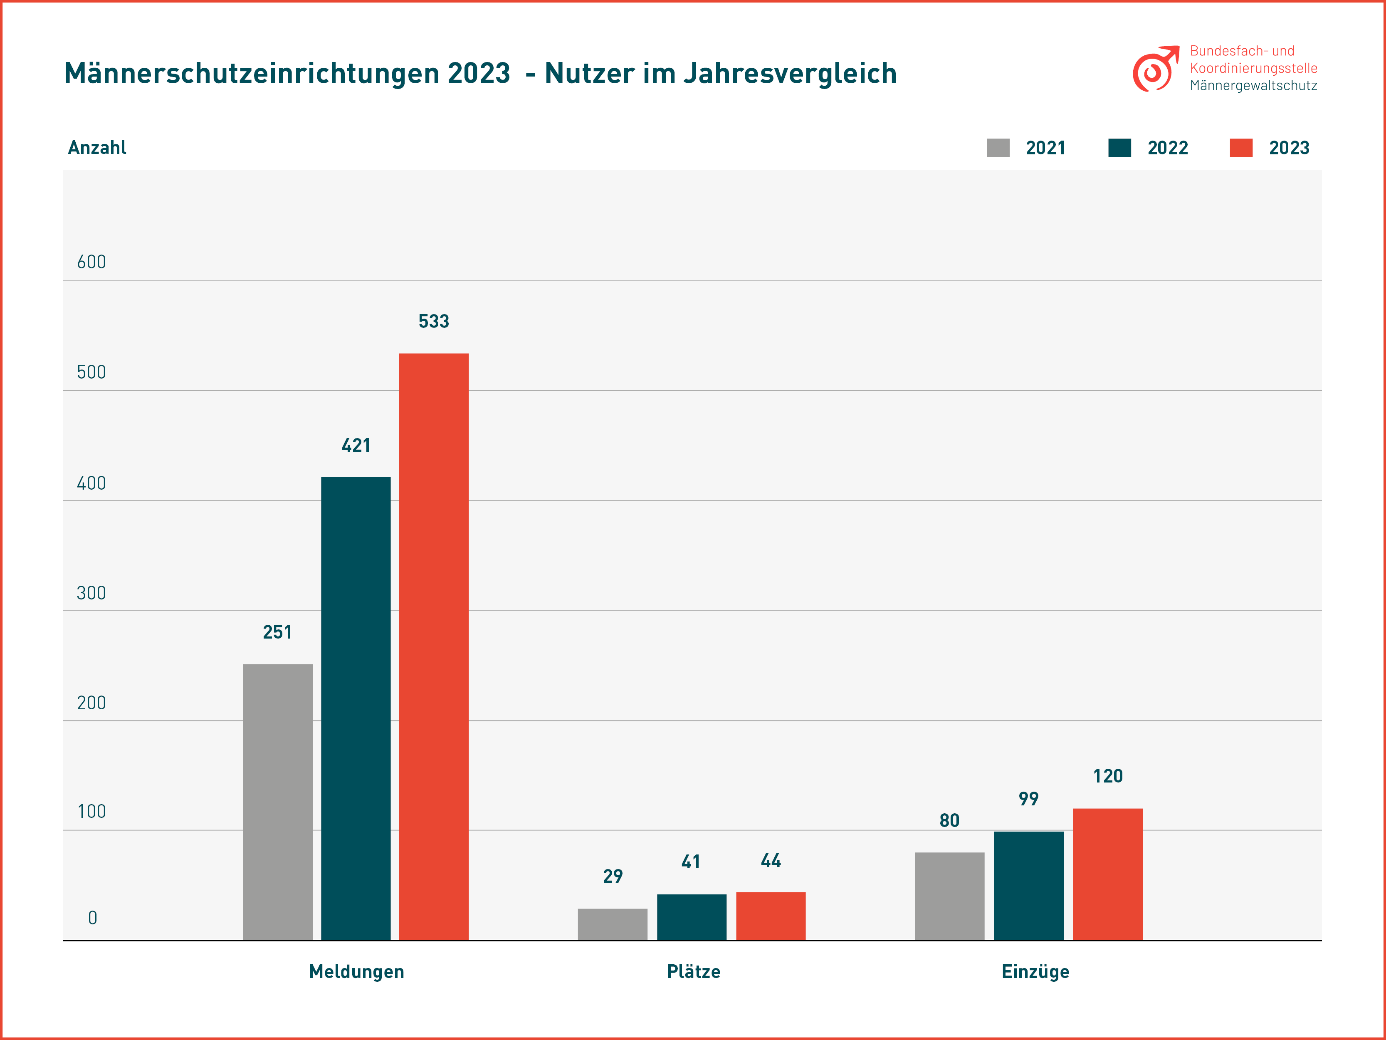 Männerschutzeinrichtungen 2023 - Nutzer im Jahresvergleich
Bundesfach- und
Koordinierungsstelle
Männergewaltschutz
Anzahl
2021
2022
2023
600
500
400
300
200
100
0
251
421
533
29
41
44
80
99
120
Meldungen
Plätze
Einzüge